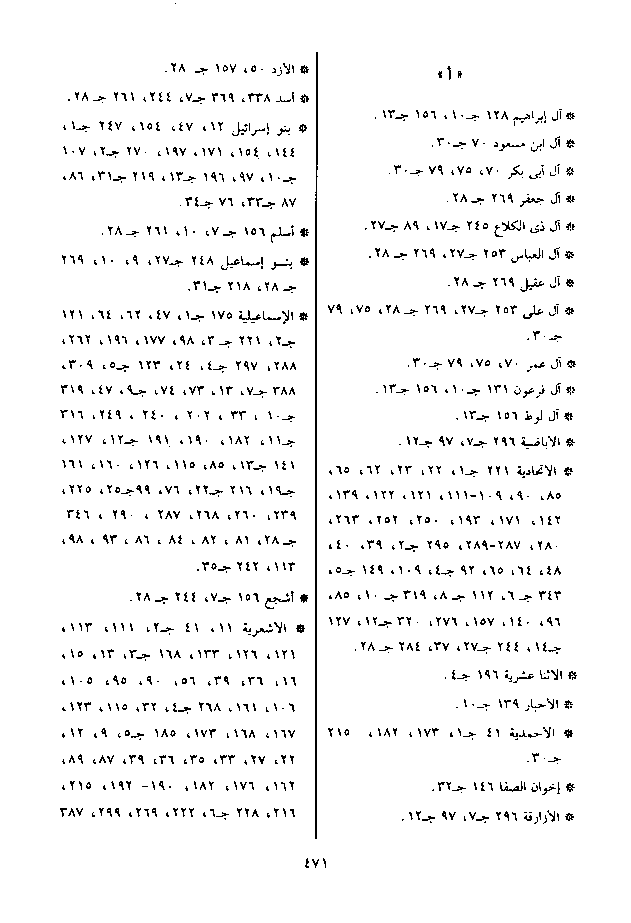 « أ »
* آل إبراهيم ١٢٨ جـ١٠، ١٥٦ جـ١٣.
* آل ابن مسعود ٧٠ جـ٣٠.
* آل أبى بكر ٧٠، ٧٥، ٧٩ جـ٣٠.
* آل جعفر ٢٦٩ جـ٢٨.
* آل ذى الكلاع ٢٤٥ جـ١٧، ٨٩ جـ٢٧.
* آل العباس ٢٥٣ جـ٢٧، ٢٦٩ جـ٢٨.
* آل عقيل ٢٦٩ جـ٢٨.
* آل على ٢٥٣ جـ٢٧، ٢٦٩ جـ٢٨، ٧٥، ٧٩
جـ٣٠.
* آل عمر ٧٠، ٧٥، ٧٩ جـ٣٠.
* آل فرعون ١٣١ جـ١٠، ١٥٦ جـ١٣.
* آل لوط ١٥٦ جـ١٣.
* الأباضية ٢٩٦ جـ٧، ٩٧ جـ١٢.
* الاتحادية ٢٢١ جـ١، ٢٢، ٢٣، ٦٢، ٦٥،
٨٥، ٩٠، ١٠٩-١١١، ١٢١، ١٢٢، ١٣٩،
١٤٢، ١٧١، ١٩٣، ٢٥٠، ٢٥٢، ٢٦٣،
٢٨٠، ٢٨٧-٢٨٩، ٢٩٥ جـ٢، ٣٩، ٤٠،
٤٨، ٦٤، ٦٥، ٩٢ جـ٤، ١٠٩، ١٤٩ جـ٥،
٣٤٣ جـ٦، ١١٢ جـ٨، ٣١٩ جـ١٠، ٨٥،
٩٦، ١٤٠، ١٥٧، ٢٧٦، ٣٢٠ جـ١٢، ١٢٧
جـ١٤، ٢٤٤ جـ٢٧، ٣٧، ٢٨٤ جـ٢٨.
* الاثنا عشرية ١٩٦ جـ٤.
* الأحبار ١٣٩ جـ١٠.
* الأحمدية ٤١ جـ١، ١٧٣، ١٨٢، ٢١٥
جـ٣٠.
* إخوان الصفا ١٤٦ جـ٣٢.
* الأزارقة ٢٩٦ جـ٧، ٩٧ جـ١٢.
* الأزد ٥٠، ١٥٧ جـ٢٨.
* أسد ٣٣٨، ٣٦٩ جـ٧، ٢٤٤، ٢٦١ جـ٢٨.
* بنو إسرائيل ١٢، ٤٧، ١٥٤، ٢٤٧ جـ١،
١٤٤، ١٥٤، ١٧١، ١٩٧، ٢٧٠ جـ٢، ١٠٧
جـ١٠، ٩٧، ١٩٦ جـ١٣، ٢١٩ جـ٣١، ٨٦،
٨٧ جـ٣٣، ٧٦ جـ٣٤.
* أسلم ١٥٦ جـ٧، ١٠، ٢٦١ جـ٢٨.
* بنـو إسماعيل ٢٤٨ جـ٢٧، ٩، ١٠، ٢٦٩
جـ٢٨، ٢١٨ جـ٣١.
* الإسماعيلية ١٧٥ جـ١، ٤٧، ٦٢، ٦٤، ١٢١
جـ٢، ٢٢١ جـ٣، ٩٨، ١٧٧، ١٩٦، ٢٦٢،
٢٨٨، ٢٩٧ جـ٤، ٢٤، ١٢٣ جـ٥، ٣٠٩،
٣٨٨ جـ٧، ١٣، ٧٣، ٧٤، جـ٩، ٤٧، ٣١٩
جـ١٠، ٣٣، ٢٠٢، ٢٤٠، ٢٤٩، ٣١٦
جـ١١، ١٨٢، ١٩٠، ١٩١ جـ١٢، ١٢٧،
١٤١ جـ١٣، ٨٥، ١١٥، ١٢٦، ١٦٠، ١٦١
جـ١٩، ٢١٦ جـ٢٢، ٧٦، ٩٩جـ٢٥، ٢٢٥،
٢٣٩، ٢٦٠، ٢٦٨، ٢٨٧، ٢٩٠، ٣٤٦
جـ٢٨، ٨١، ٨٢، ٨٤، ٨٦، ٩٣، ٩٨،
١١٣، ٢٤٢ جـ٣٥.
* أشجع ١٥٦ جـ٧، ٢٤٤ جـ٢٨.
* الأشعرية ١١، ٤١ جـ٢، ١١١، ١١٣،
١٢١، ١٢٦، ١٣٣، ١٦٨ جـ٣، ١٣، ١٥،
١٦، ٣٦، ٣٩، ٥٦، ٩٠، ٩٥، ١٠٥،
١٠٦، ١٦١، ٢٦٨ جـ٤، ٣٢، ١١٥، ١٢٣،
١٦٧، ١٦٨، ١٧٣، ١٨٥ جـ٥، ٩، ١٢،
٢٢، ٢٧، ٣٣، ٣٥، ٣٦، ٣٩، ٨٧، ٨٩،
١٦٢، ١٧٦، ١٨٢، ١٩٠- ١٩٢، ٢١٥،
٢١٦، ٢٢٨ جـ٦، ٢٢٢، ٢٦٩، ٢٩٩، ٣٨٧
٤٧١